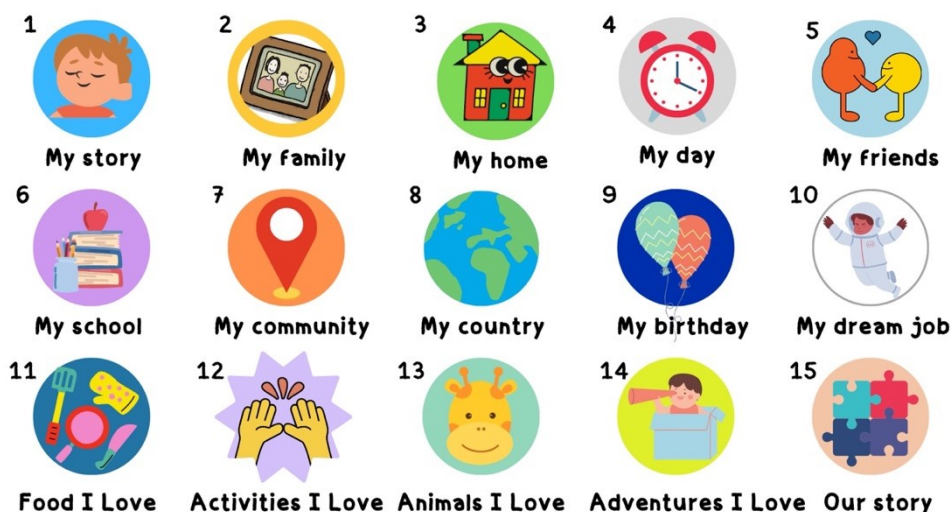 1
My story
2
My family
3
My home
4
My day
5
My friends
6
My school
7
My community
8
My country
9
My birthday
10
My dream job
11
Food I Love
12
Activities I Love
13
Animals I Love
14
Adventures I Love
15
Our story